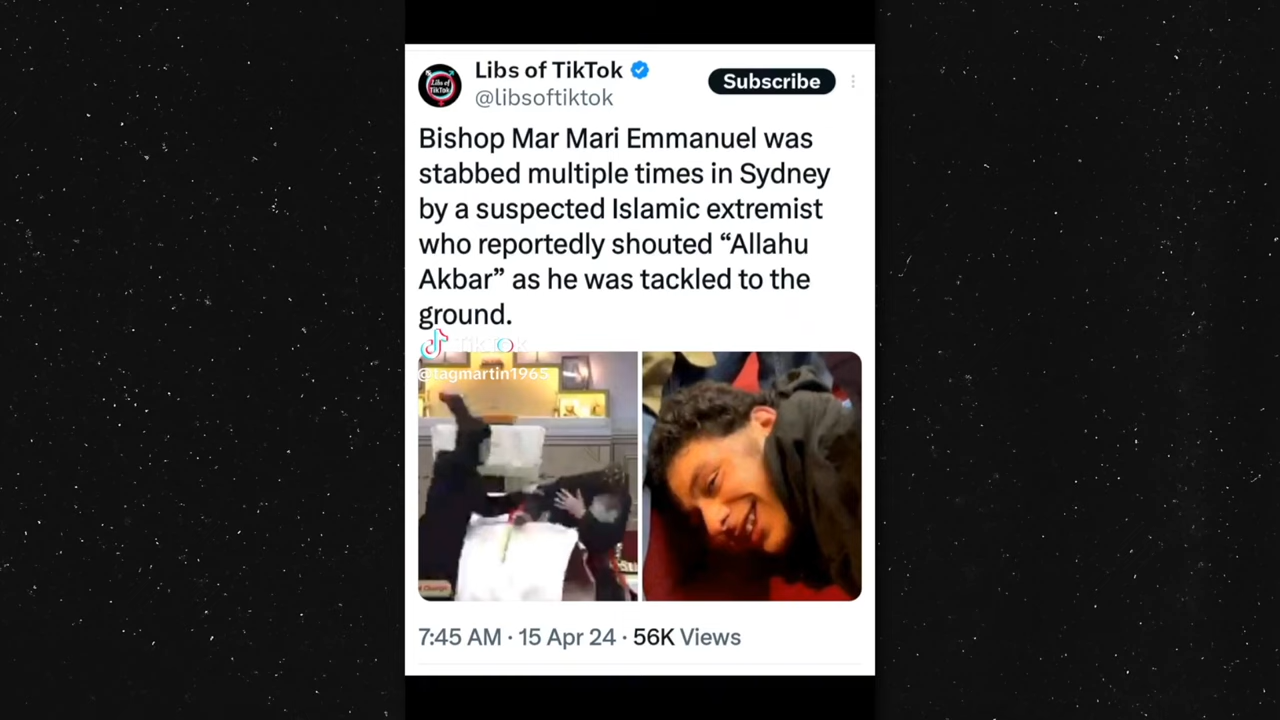 Libs of TikTok
Subscribe
@libsoftiktok
Bishop Mar Mari Emmanuel was
stabbed multiple times in Sydney
by a suspected Islamic extremist
who reportedly shouted “Allahu
Akbar” as he was tackled to the
ground.
TikTok
@tagmartin1965
7:45 AM · 15 Apr 24 · 56K Views